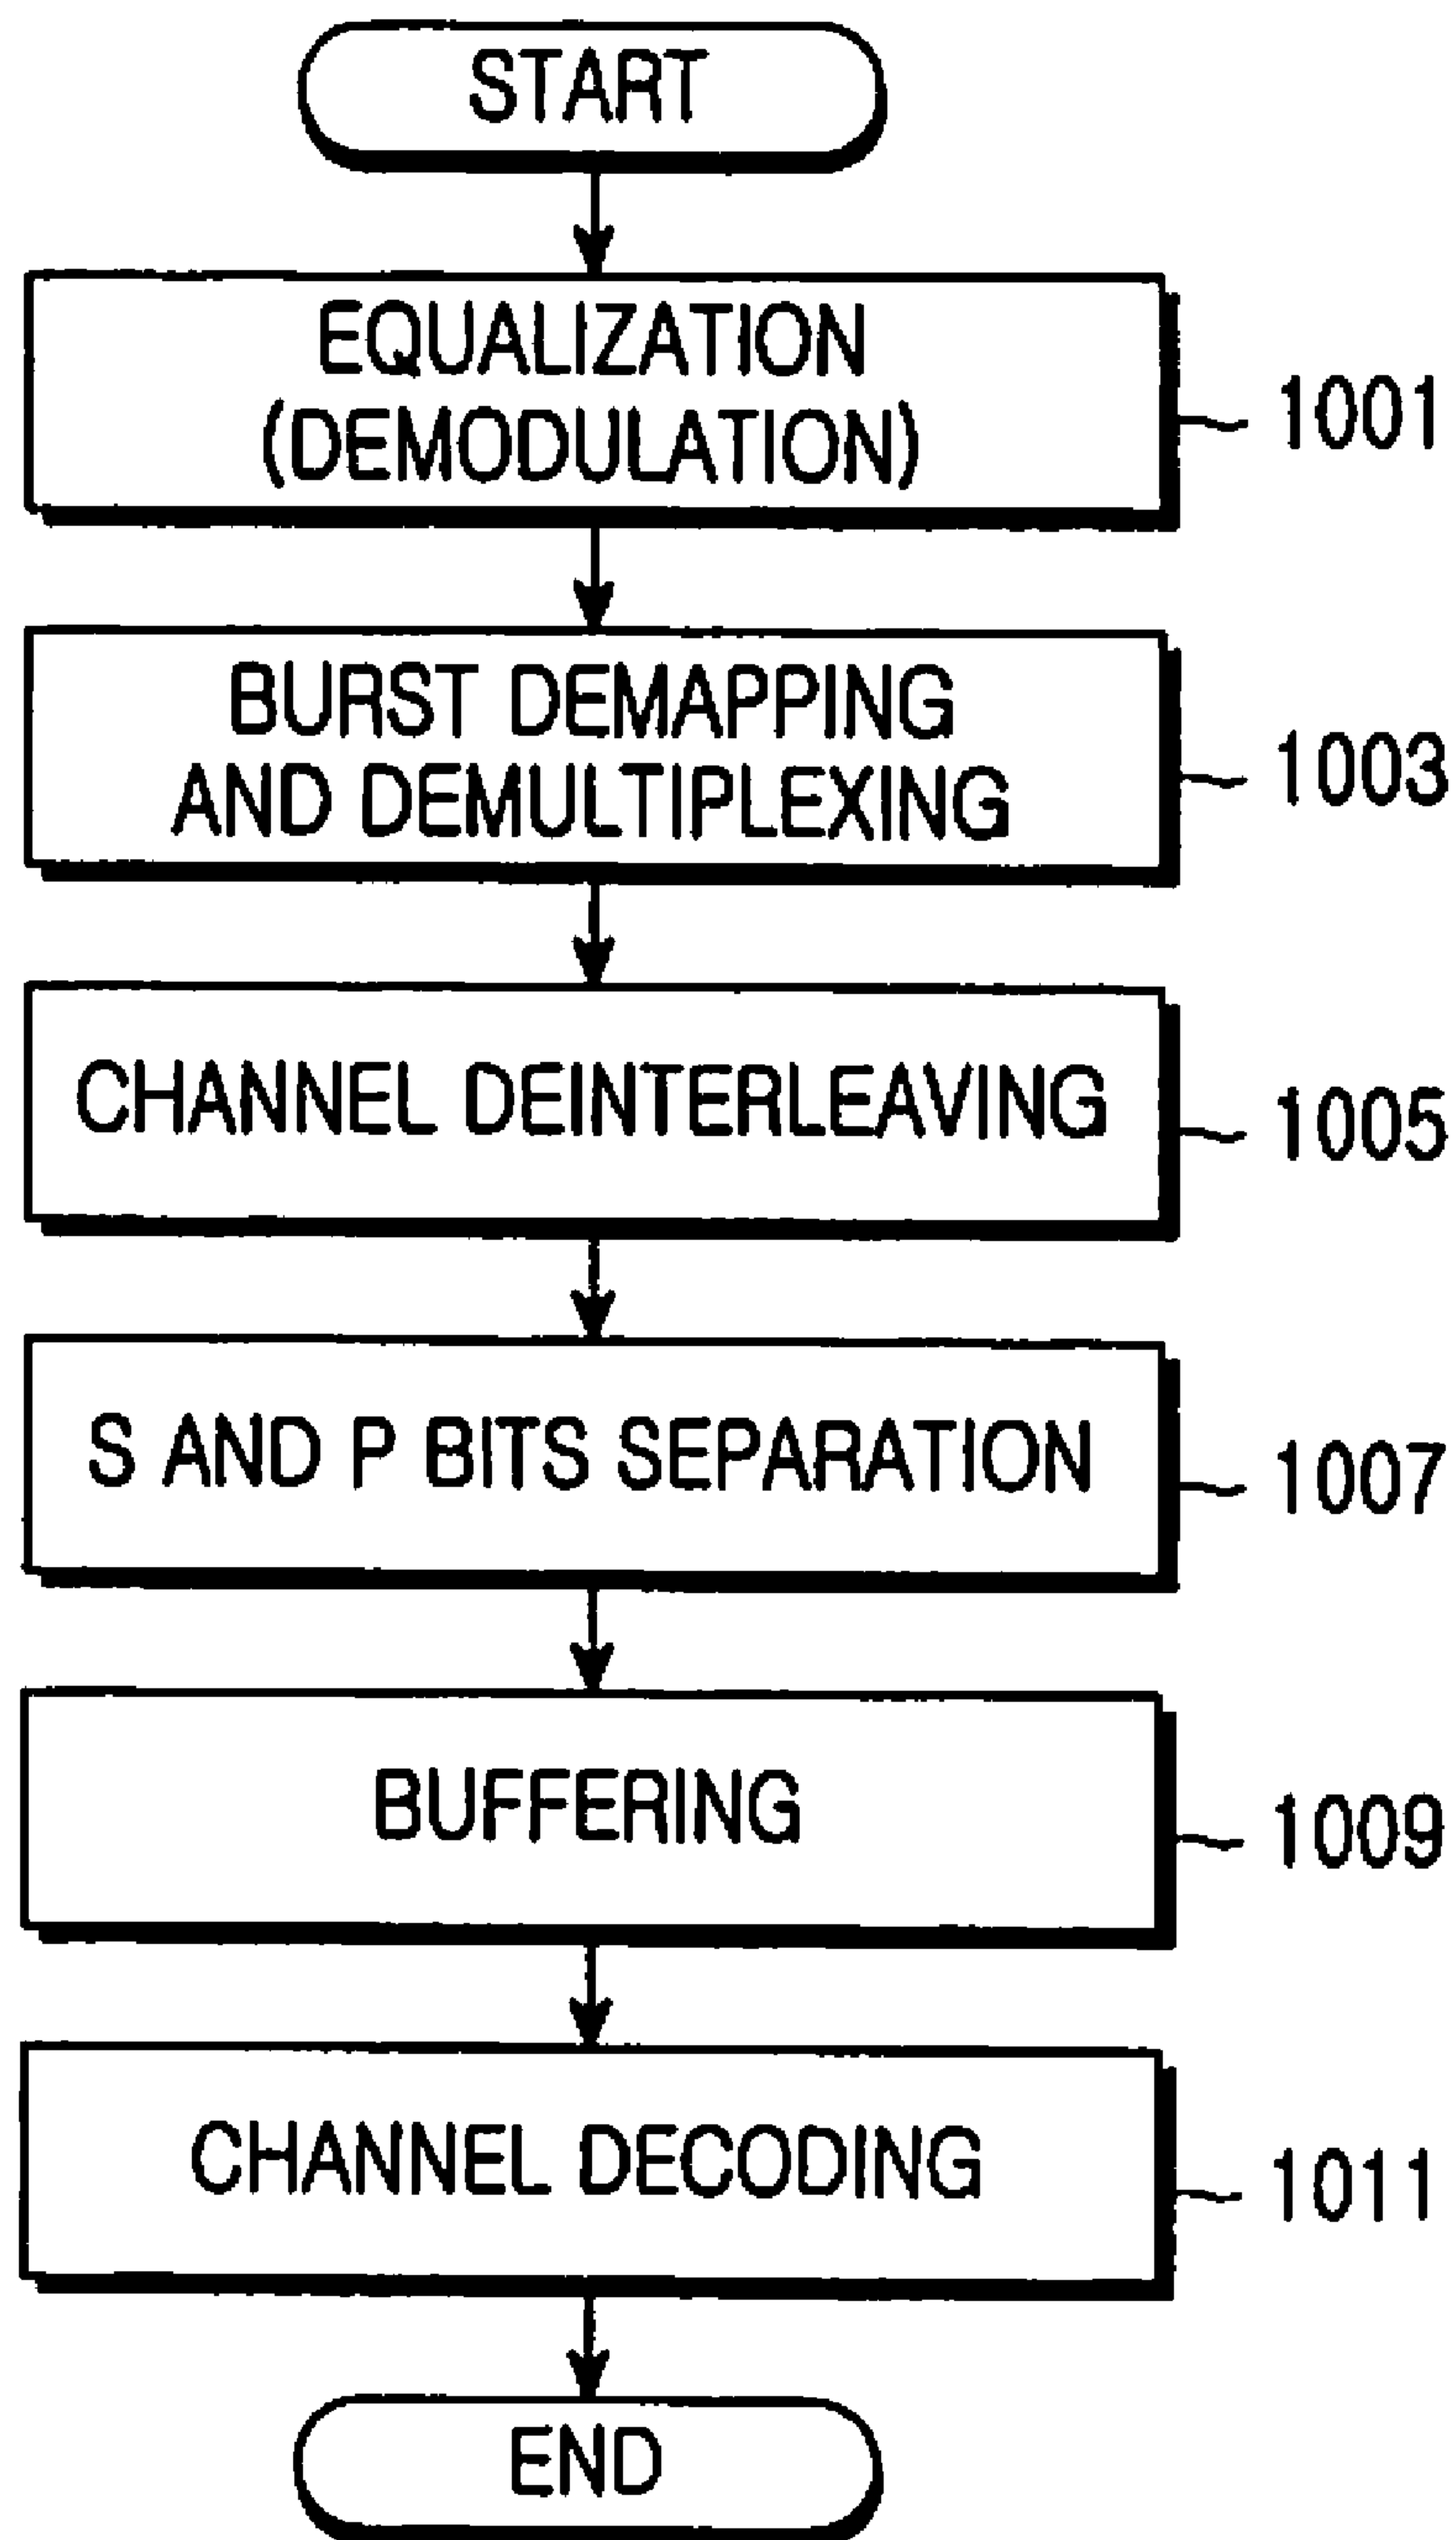 START
EQUALIZATION
(DEMODULATION)
1001
BURST DEMAPPING
AND DEMULTIPLEXING
1003
CHANNEL DEINTERLEAVING
1005
S AND P BITS SEPARATION
1007
BUFFERING
1009
CHANNEL DECODING
1011
END